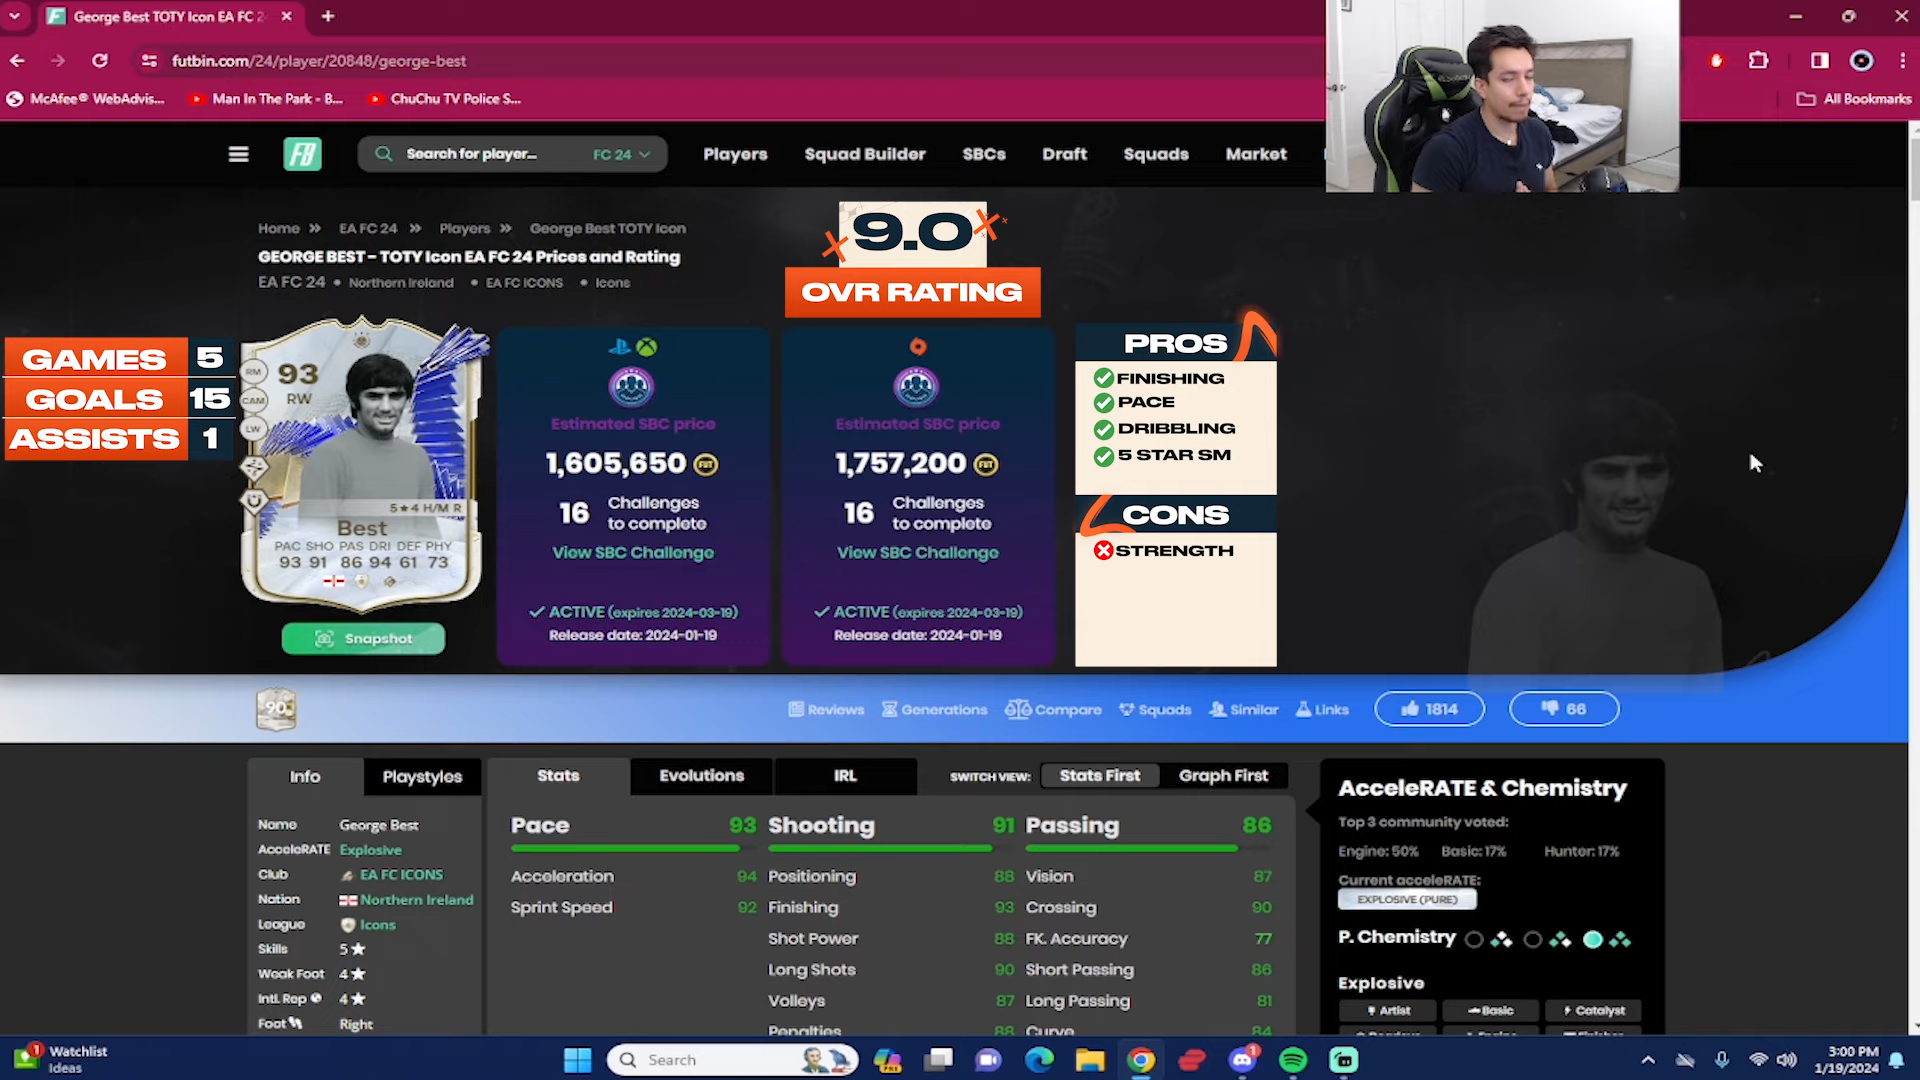 George Best TOTY Icon EA FC 2
futbin.com/24/player/20848/george-best
McAfee® WebAdvis...
Man In The Park - B...
ChuChu TV Police S...
All Bookmarks
Search for player...
FC 24
Players
Squad Builder
SBCs
Draft
Squads
Market
Home » EA FC 24 » Players » George Best TOTY Icon
GEORGE BEST - TOTY Icon EA FC 24 Prices and Rating
EA FC 24 • Northern Ireland • EA FC ICONS • Icons
9.0
OVR RATING
GAMES 5
GOALS 15
ASSISTS 1
RM
CAM
LW
93
RW
5★4 H/M R
Best
PAC SHO PAS DRI DEF PHY
93 91 86 94 61 73
Snapshot
Estimated SBC price
1,605,650
FUT
16 Challenges to complete
View SBC Challenge
ACTIVE (expires 2024-03-19)
Release date: 2024-01-19
Estimated SBC price
1,757,200
FUT
16 Challenges to complete
View SBC Challenge
ACTIVE (expires 2024-03-19)
Release date: 2024-01-19
PROS
FINISHING
PACE
DRIBBLING
5 STAR SM
CONS
STRENGTH
90
Reviews
Generations
Compare
Squads
Similar
Links
1814
66
Info
Playstyles
Name George Best
AcceleRATE Explosive
Club EA FC ICONS
Nation Northern Ireland
League Icons
Skills 5★
Weak Foot 4★
Intl. Rep 4★
Foot Right
Stats
Evolutions
IRL
SWITCH VIEW:
Stats First
Graph First
Pace 93
Acceleration 94
Sprint Speed 92
Shooting 91
Positioning 88
Finishing 93
Shot Power 88
Long Shots 90
Volleys 87
Penalties 88
Passing 86
Vision 87
Crossing 90
FK. Accuracy 77
Short Passing 86
Long Passing 81
Curve 84
AcceleRATE & Chemistry
Top 3 community voted:
Engine: 50% Basic: 17% Hunter: 17%
Current acceleRATE:
EXPLOSIVE (PURE)
P. Chemistry
Explosive
Artist
Basic
Catalyst
1
Watchlist
Ideas
Search
PRE
1
3:00 PM
1/19/2024